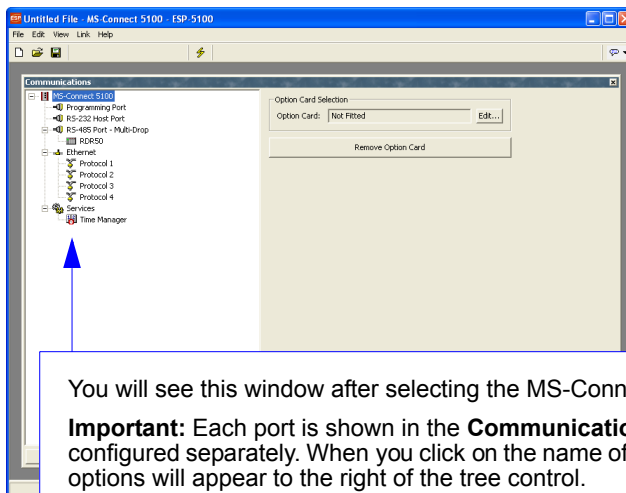 Untitled File - MS-Connect 5100 - ESP-5100
File Edit View Link Help
Communications
MS-Connect 5100
Programming Port
RS-232 Host Port
RS-485 Port - Multi-Drop
RDR50
Ethernet
Protocol 1
Protocol 2
Protocol 3
Protocol 4
Services
Time Manager
Option Card Selection
Option Card: Not Fitted Edit...
Remove Option Card
You will see this window after selecting the MS-Conn
Important: Each port is shown in the Communicatio
configured separately. When you click on the name of
options will appear to the right of the tree control.